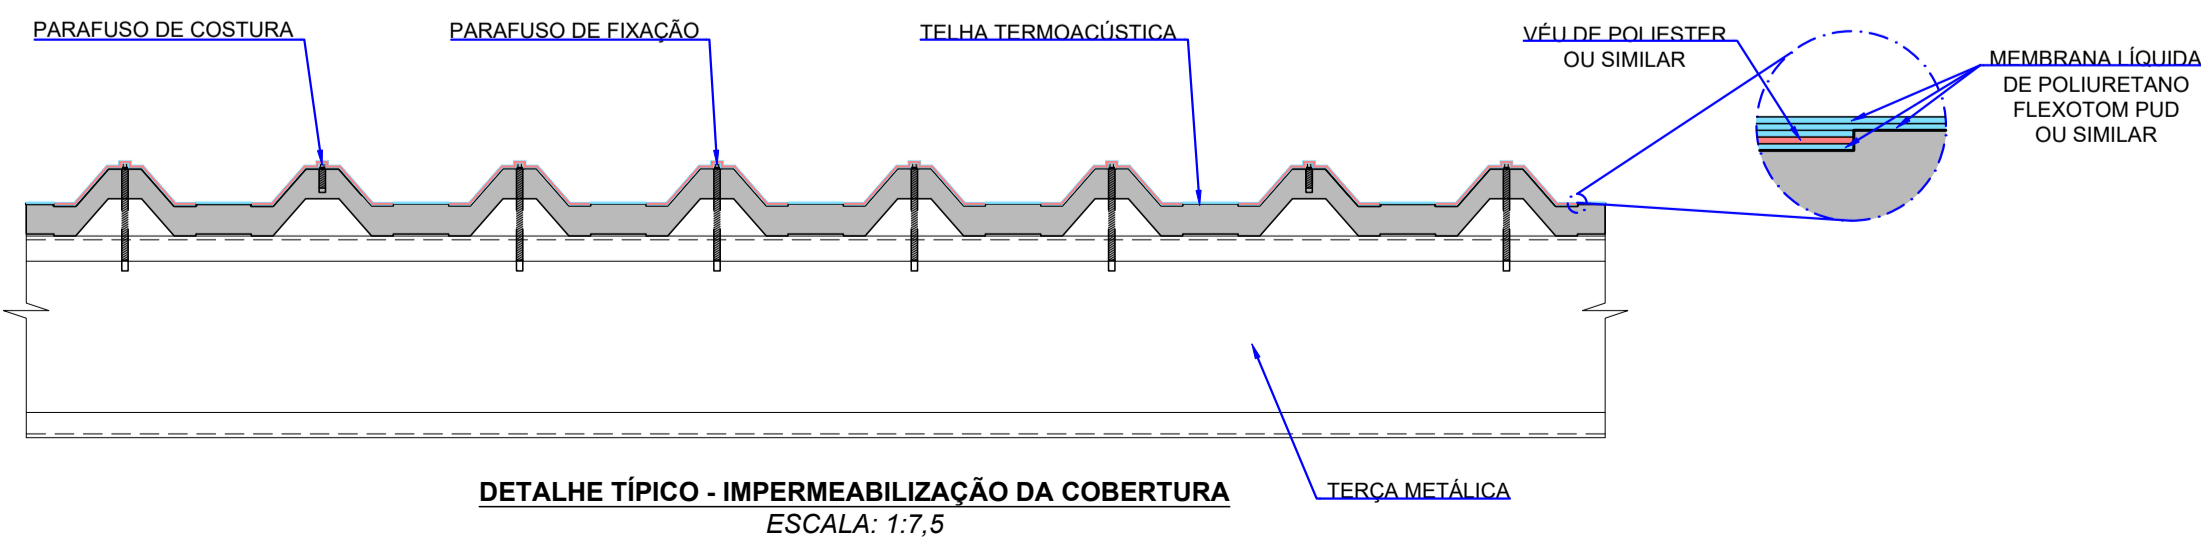 PARAFUSO DE COSTURA
PARAFUSO DE FIXAÇÃO
TELHA TERMOACÚSTICA
VÉU DE POLIESTER
OU SIMILAR
MEMBRANA LÍQUIDA
DE POLIURETANO
FLEXOTOM PUD
OU SIMILAR
TERÇA METÁLICA
DETALHE TÍPICO - IMPERMEABILIZAÇÃO DA COBERTURA
ESCALA: 1:7,5